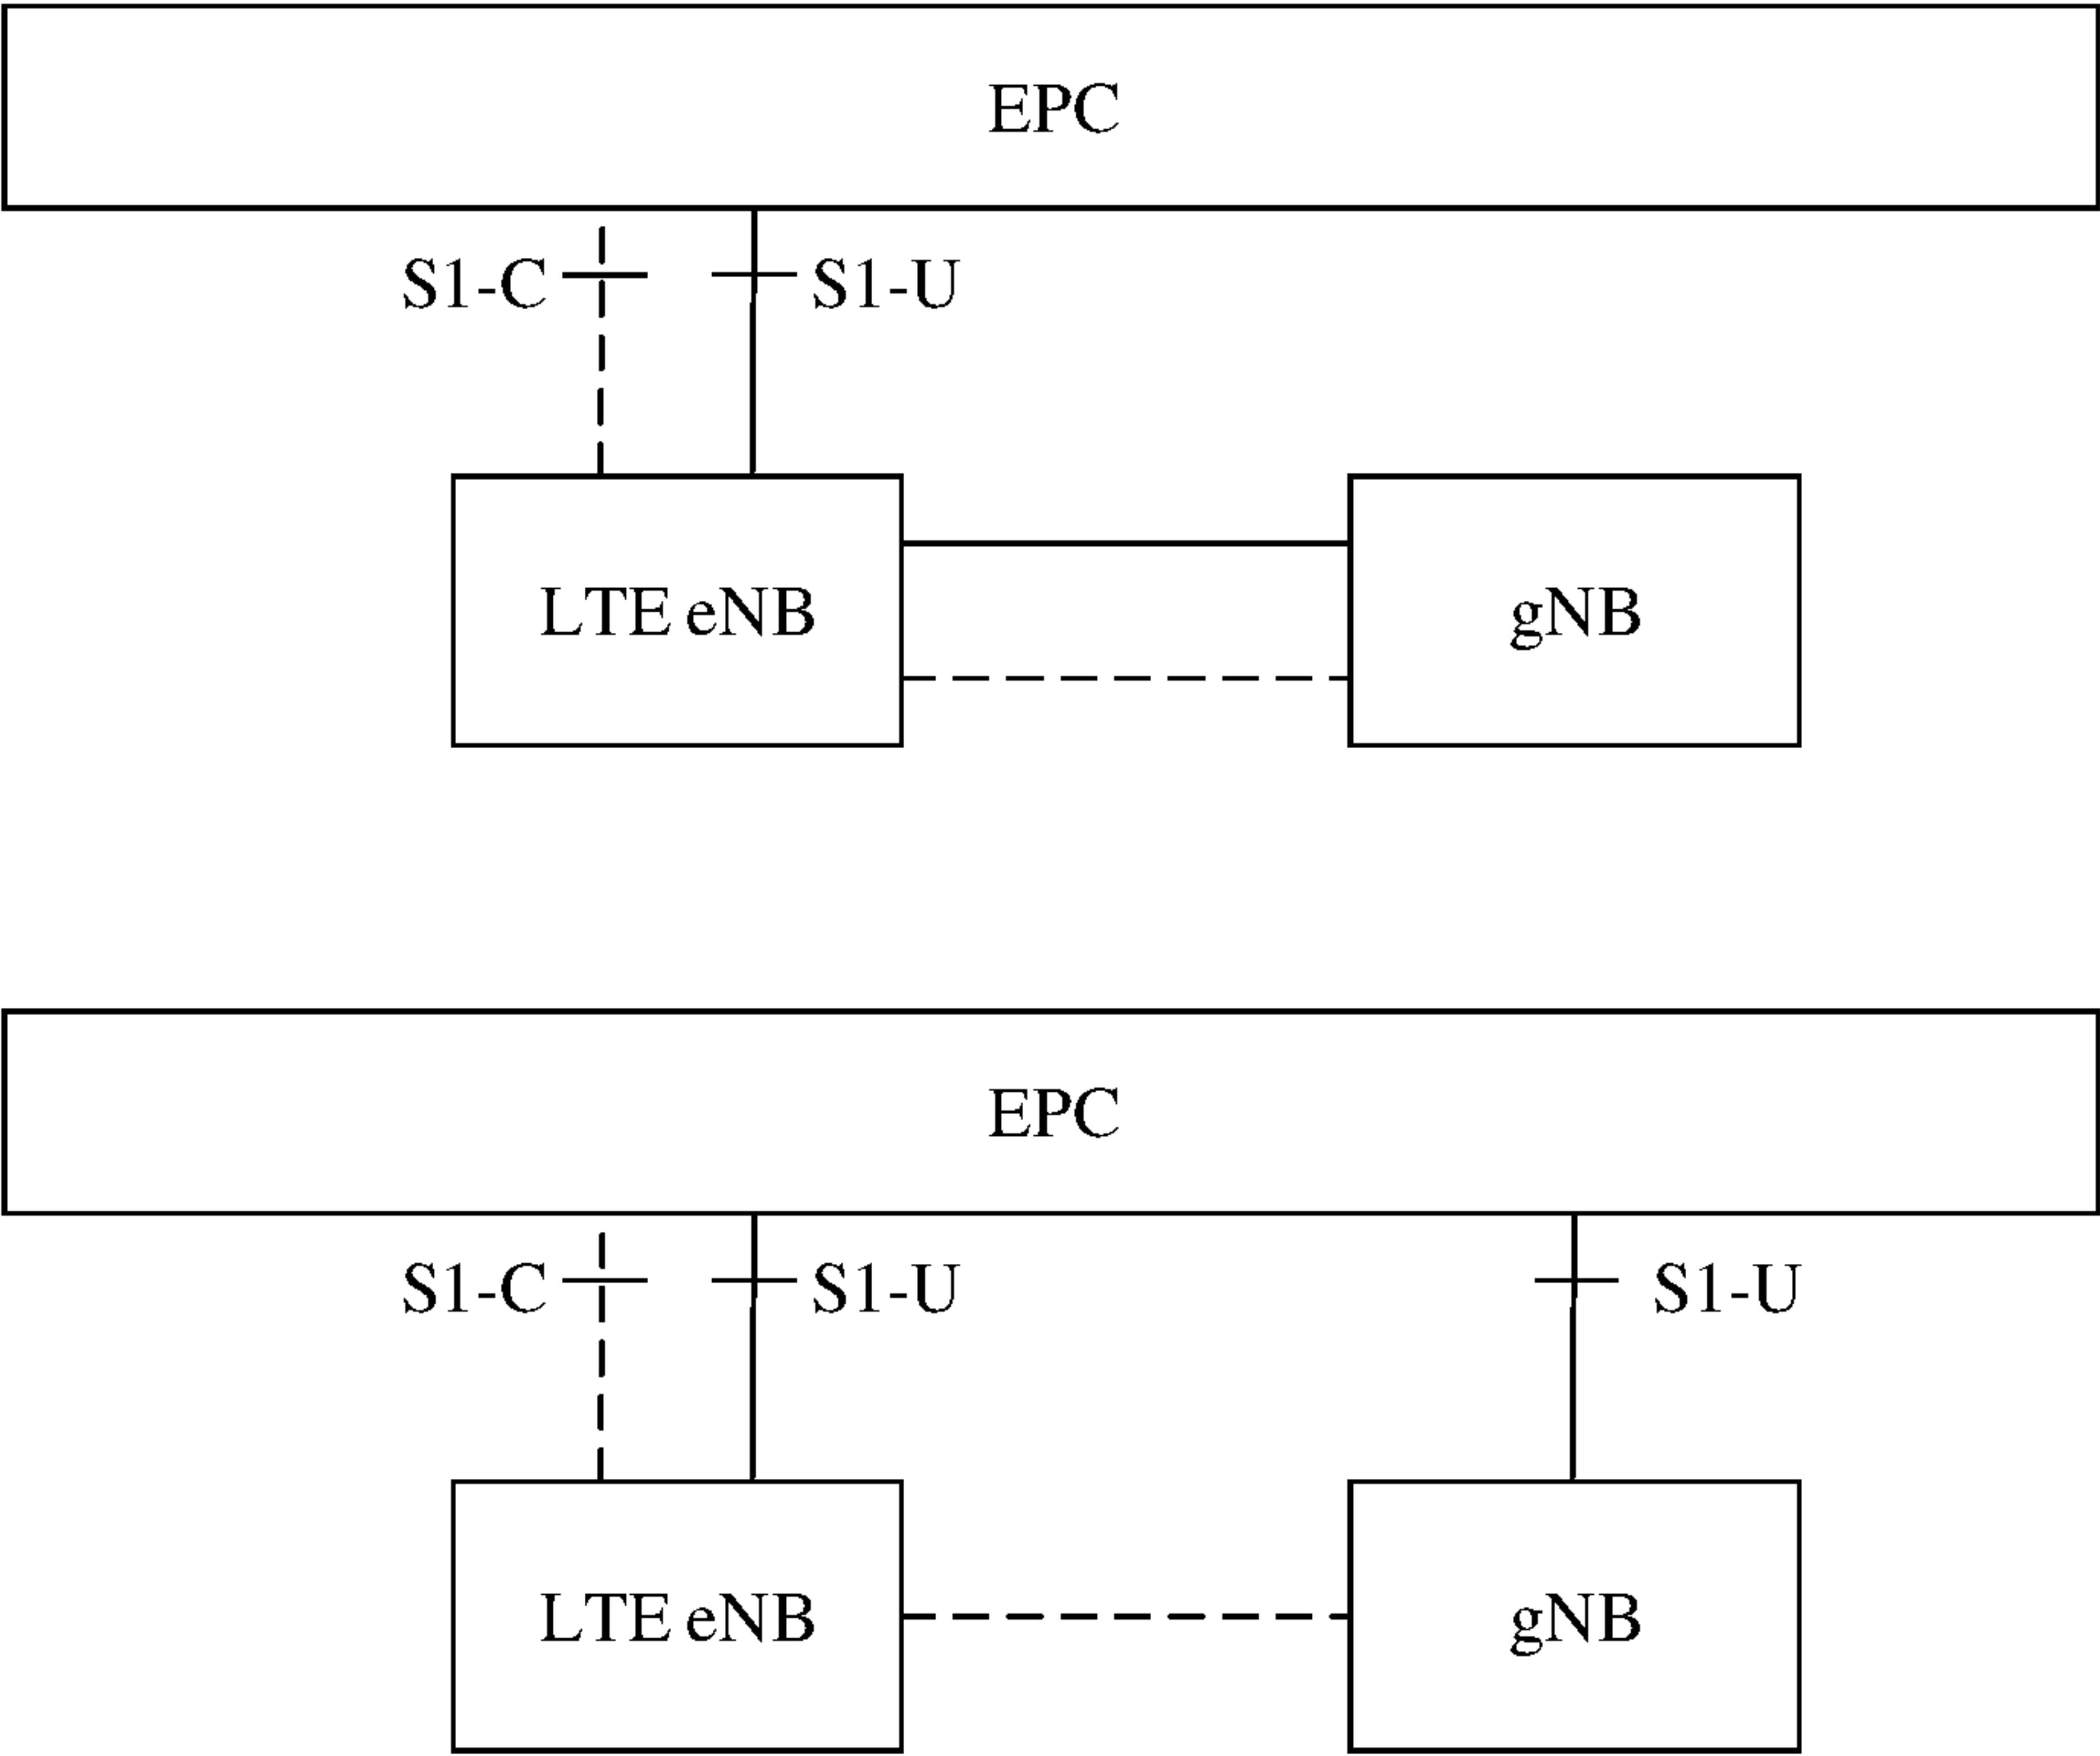 EPC
S1-C
S1-U
LTE eNB
gNB
EPC
S1-C
S1-U
S1-U
LTE eNB
gNB